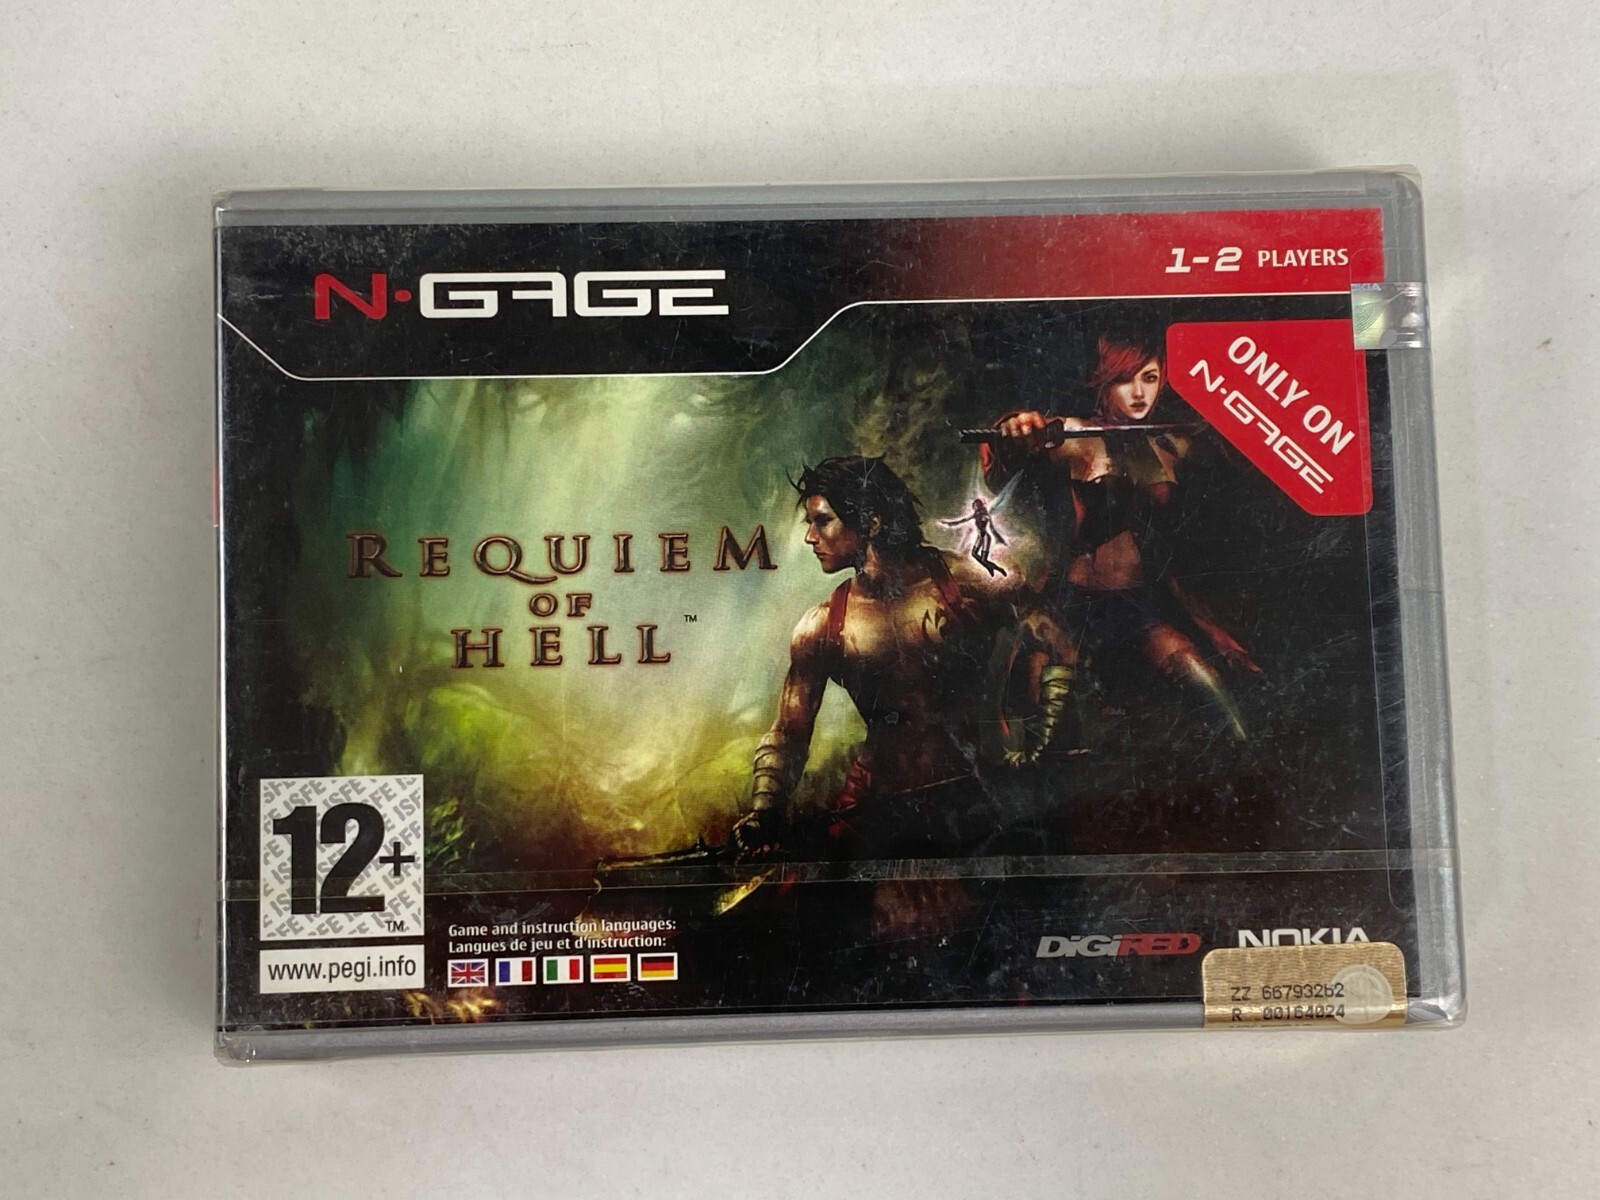 N·GAGE
1-2 PLAYERS
ONLY ON
N·GAGE
REQUIEM
OF
HELL™
12+
™
www.pegi.info
Game and instruction languages:
Langues de jeu et d'instruction:
DiGiRED
NOKIA
ZZ 66793262
R 00164024